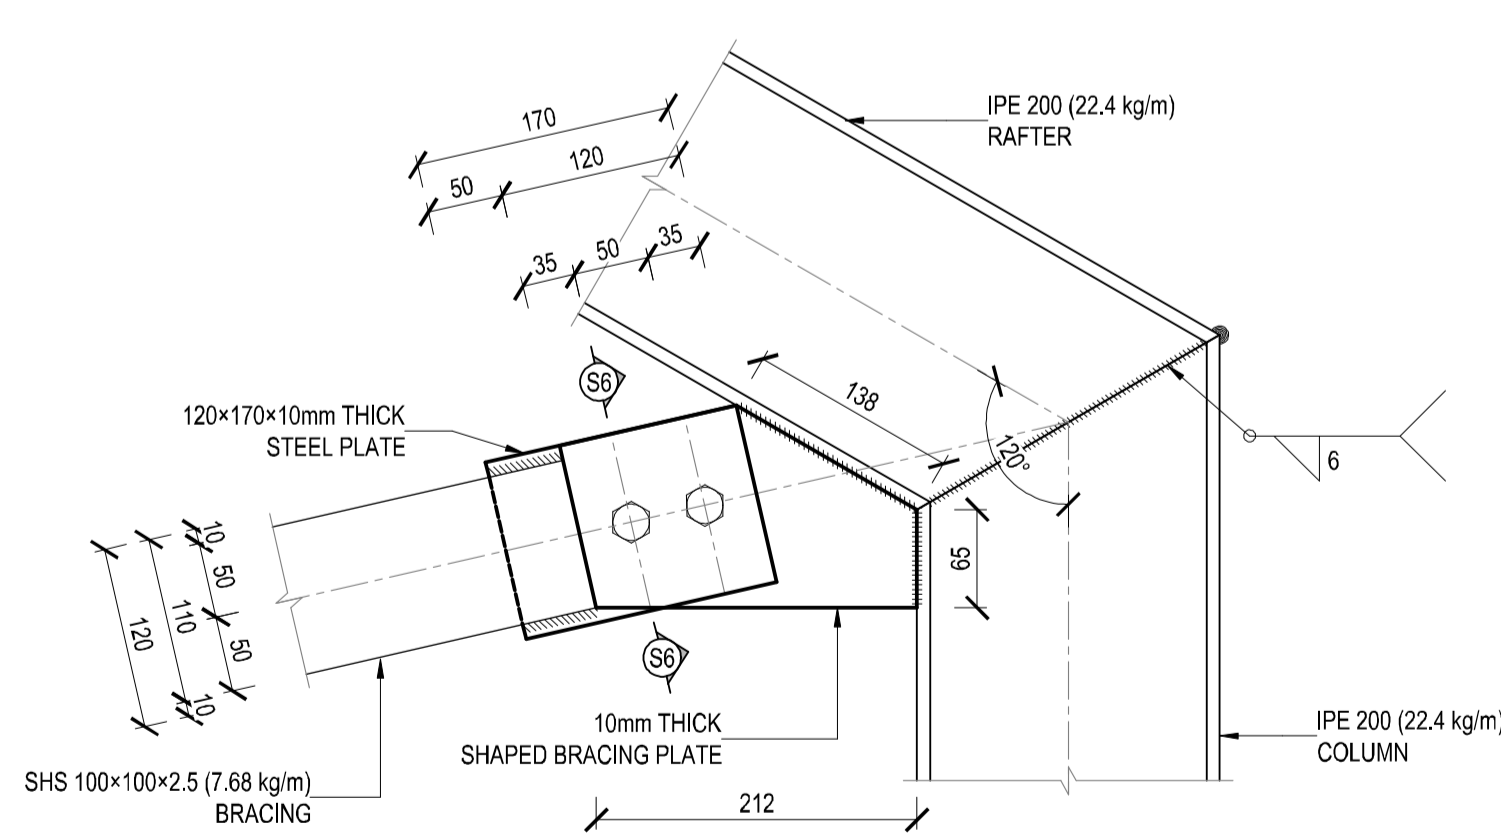 170
120
50
35
50
35
IPE 200 (22.4 kg/m)
RAFTER
S6
138
120×170×10mm THICK
STEEL PLATE
120°
6
65
10
50
110
120
50
10
S6
10mm THICK
SHAPED BRACING PLATE
IPE 200 (22.4 kg/m)
COLUMN
SHS 100×100×2.5 (7.68 kg/m)
BRACING
212